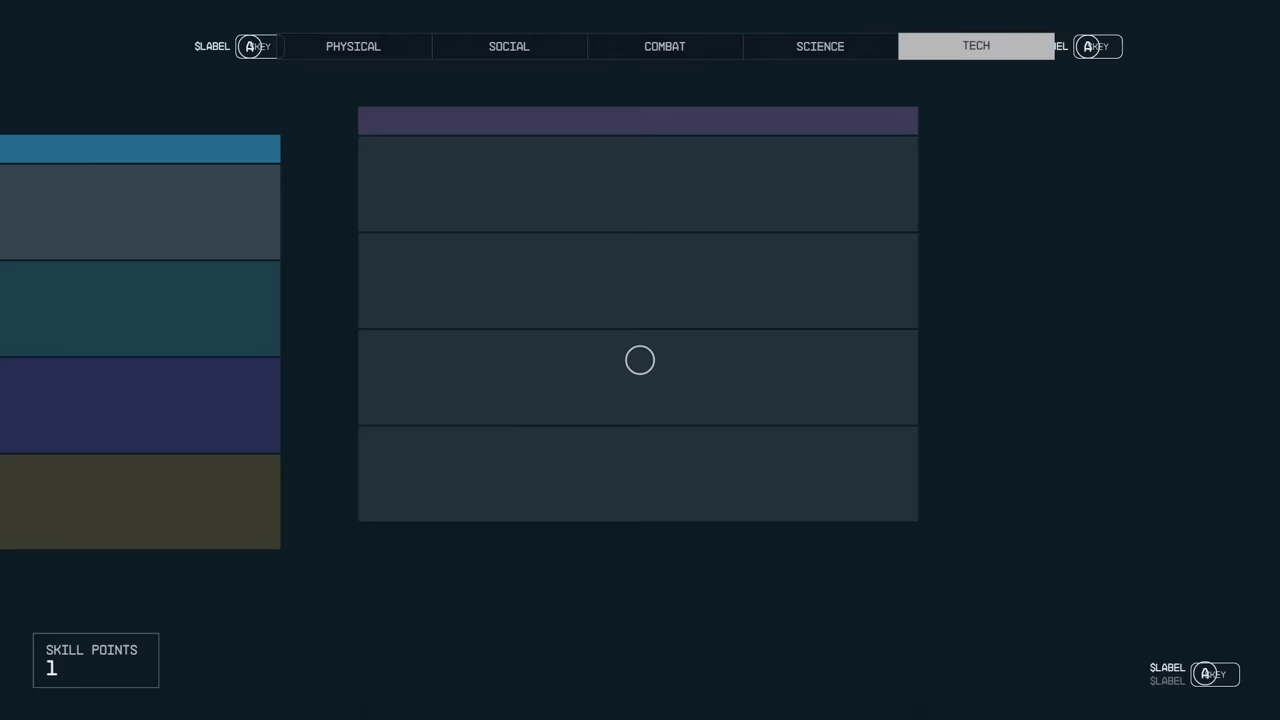 $LABEL
PHYSICAL
SOCIAL
COMBAT
SCIENCE
TECH
A
SKILL POINTS
1
$LABEL
$LABEL
A